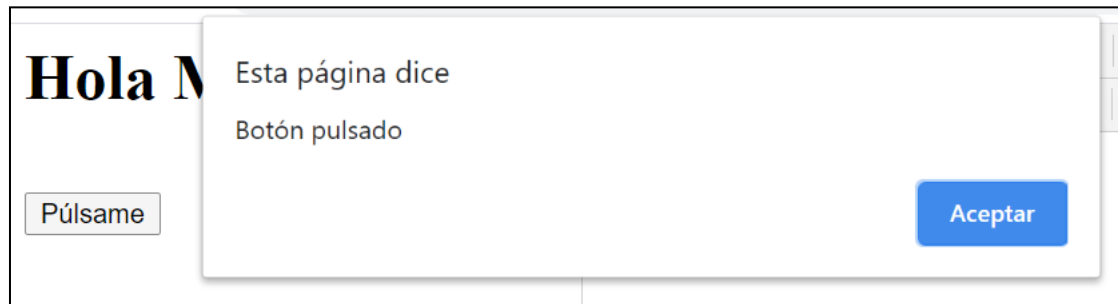 Hola
Esta página dice
Botón pulsado
Púlsame
Aceptar